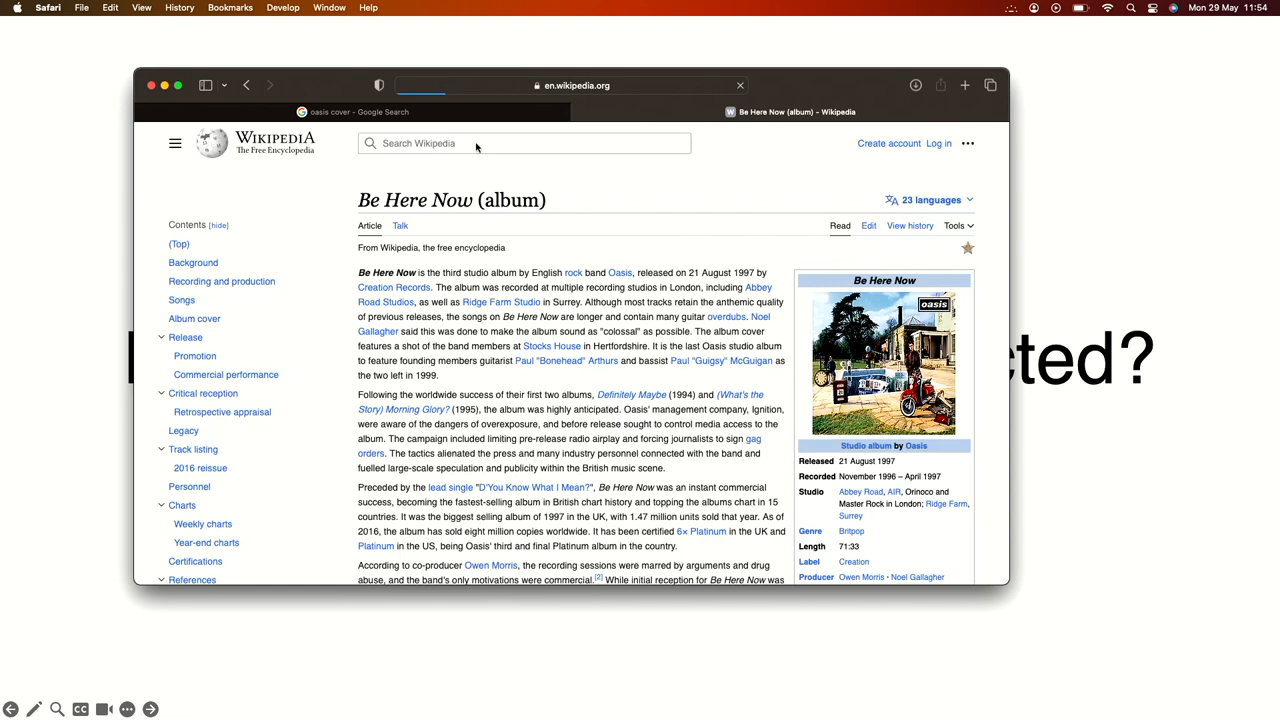 Safari File Edit View History Bookmarks Develop Window Help
Mon 29 May 11:54
en.wikipedia.org
oasis cover - Google Search
W Be Here Now (album) – Wikipedia
WIKIPEDIA
The Free Encyclopedia
Search Wikipedia
Create account Log in
Be Here Now (album)
23 languages
Article Talk
Read Edit View history Tools
From Wikipedia, the free encyclopedia
Contents [hide]
(Top)
Background
Recording and production
Songs
Album cover
Release
Promotion
Commercial performance
Critical reception
Retrospective appraisal
Legacy
Track listing
2016 reissue
Personnel
Charts
Weekly charts
Year-end charts
Certifications
References
Be Here Now is the third studio album by English rock band Oasis, released on 21 August 1997 by
Creation Records. The album was recorded at multiple recording studios in London, including Abbey
Road Studios, as well as Ridge Farm Studio in Surrey. Although most tracks retain the anthemic quality
of previous releases, the songs on Be Here Now are longer and contain many guitar overdubs. Noel
Gallagher said this was done to make the album sound as "colossal" as possible. The album cover
features a shot of the band members at Stocks House in Hertfordshire. It is the last Oasis studio album
to feature founding members guitarist Paul "Bonehead" Arthurs and bassist Paul "Guigsy" McGuigan as
the two left in 1999.
Following the worldwide success of their first two albums, Definitely Maybe (1994) and (What's the
Story) Morning Glory? (1995), the album was highly anticipated. Oasis' management company, Ignition,
were aware of the dangers of overexposure, and before release sought to control media access to the
album. The campaign included limiting pre-release radio airplay and forcing journalists to sign gag
orders. The tactics alienated the press and many industry personnel connected with the band and
fuelled large-scale speculation and publicity within the British music scene.
Preceded by the lead single "D'You Know What I Mean?", Be Here Now was an instant commercial
success, becoming the fastest-selling album in British chart history and topping the albums chart in 15
countries. It was the biggest selling album of 1997 in the UK, with 1.47 million units sold that year. As of
2016, the album has sold eight million copies worldwide. It has been certified 6× Platinum in the UK and
Platinum in the US, being Oasis' third and final Platinum album in the country.
According to co-producer Owen Morris, the recording sessions were marred by arguments and drug
abuse, and the band's only motivations were commercial.[2] While initial reception for Be Here Now was
Be Here Now
oasis
Studio album by Oasis
Released 21 August 1997
Recorded November 1996 – April 1997
Studio Abbey Road, AIR, Orinoco and
Master Rock in London; Ridge Farm,
Surrey
Genre Britpop
Length 71:33
Label Creation
Producer Owen Morris · Noel Gallagher
cted?
CC